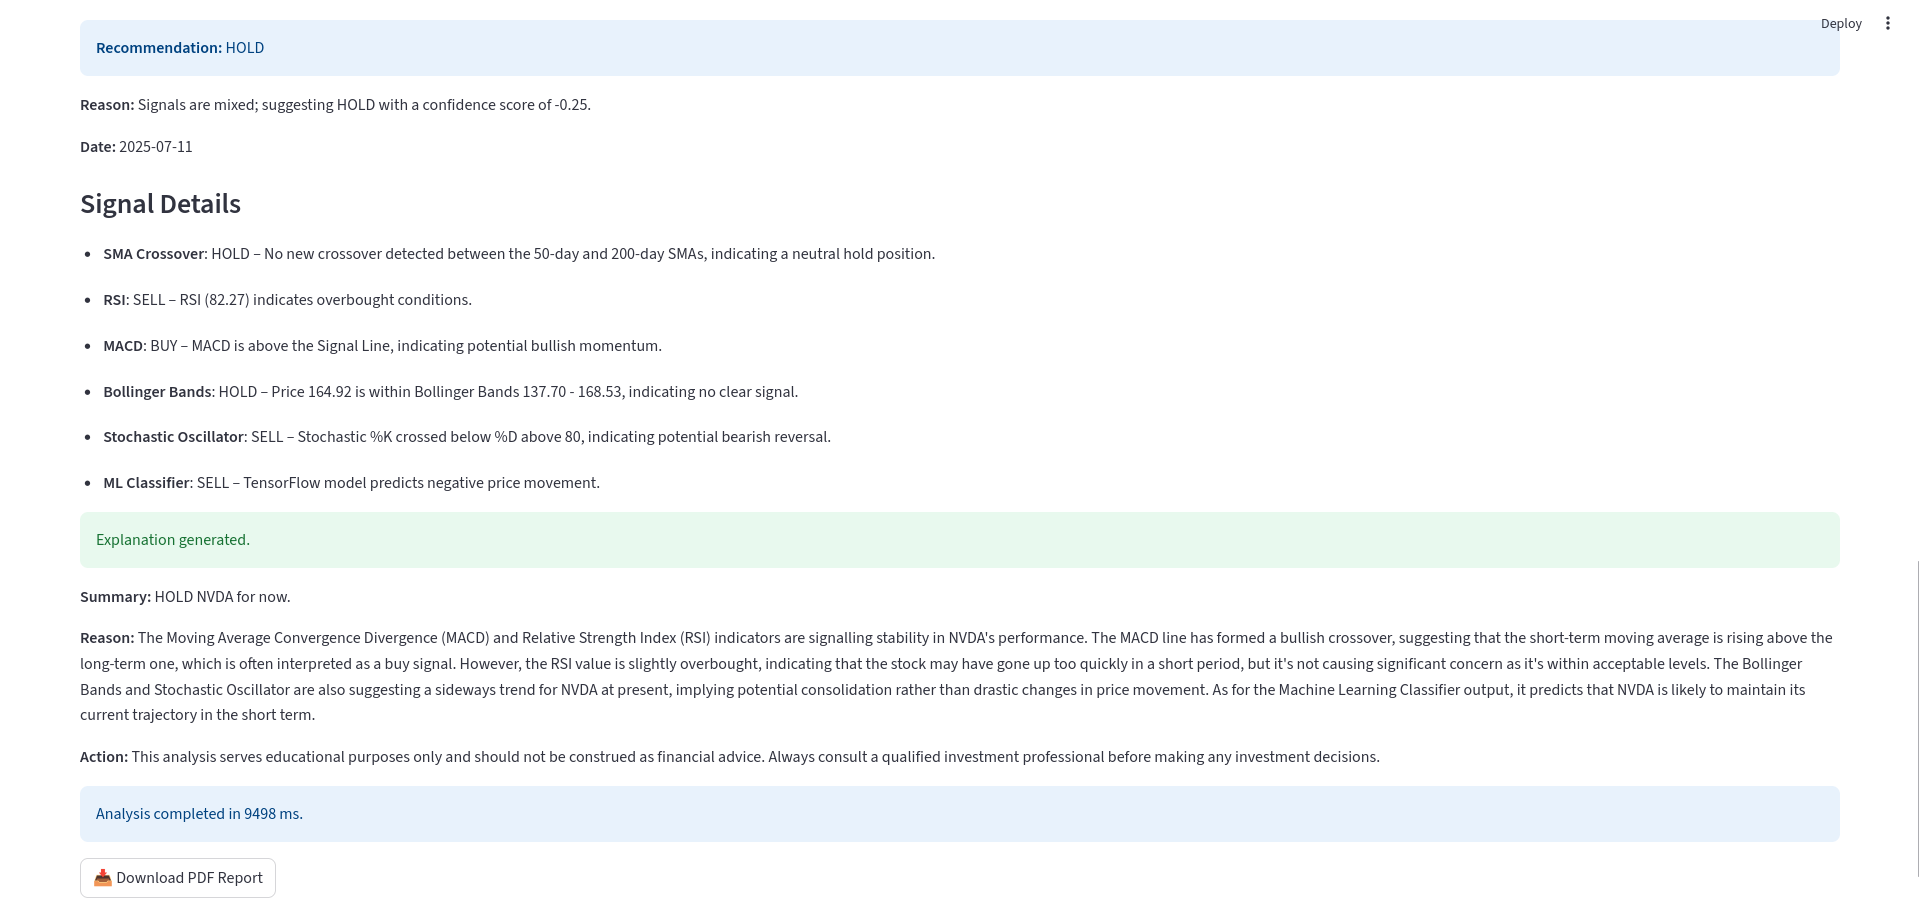 Deploy
Recommendation: HOLD
Reason: Signals are mixed; suggesting HOLD with a confidence score of -0.25.
Date: 2025-07-11
Signal Details
• SMA Crossover: HOLD – No new crossover detected between the 50-day and 200-day SMAs, indicating a neutral hold position.
• RSI: SELL – RSI (82.27) indicates overbought conditions.
• MACD: BUY – MACD is above the Signal Line, indicating potential bullish momentum.
• Bollinger Bands: HOLD – Price 164.92 is within Bollinger Bands 137.70 - 168.53, indicating no clear signal.
• Stochastic Oscillator: SELL – Stochastic %K crossed below %D above 80, indicating potential bearish reversal.
• ML Classifier: SELL – TensorFlow model predicts negative price movement.
Explanation generated.
Summary: HOLD NVDA for now.
Reason: The Moving Average Convergence Divergence (MACD) and Relative Strength Index (RSI) indicators are signalling stability in NVDA's performance. The MACD line has formed a bullish crossover, suggesting that the short-term moving average is rising above the
long-term one, which is often interpreted as a buy signal. However, the RSI value is slightly overbought, indicating that the stock may have gone up too quickly in a short period, but it's not causing significant concern as it's within acceptable levels. The Bollinger
Bands and Stochastic Oscillator are also suggesting a sideways trend for NVDA at present, implying potential consolidation rather than drastic changes in price movement. As for the Machine Learning Classifier output, it predicts that NVDA is likely to maintain its
current trajectory in the short term.
Action: This analysis serves educational purposes only and should not be construed as financial advice. Always consult a qualified investment professional before making any investment decisions.
Analysis completed in 9498 ms.
📥 Download PDF Report